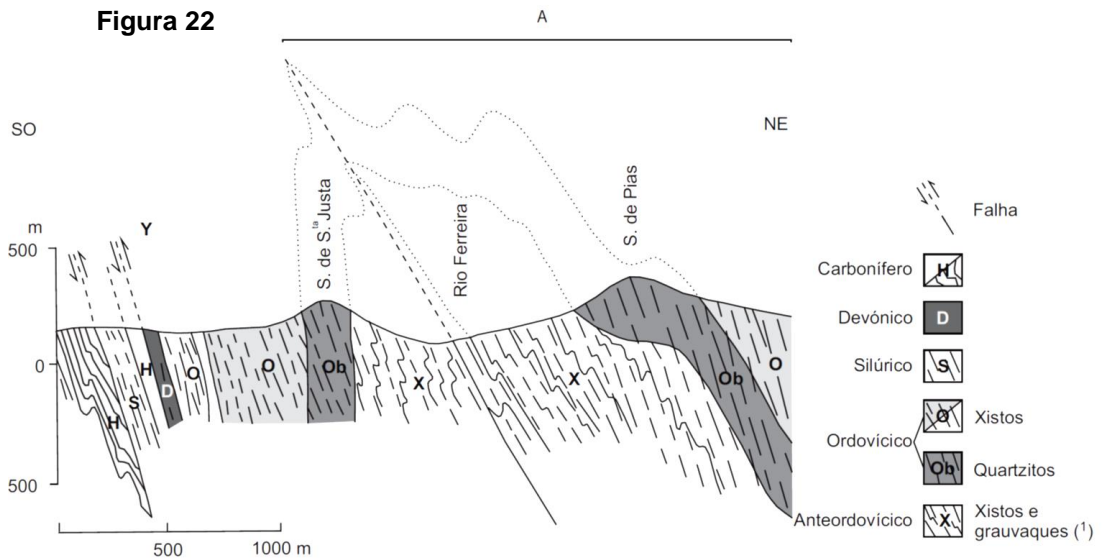 Figura 22
A
SO
NE
S. de S.ta Justa
Rio Ferreira
S. de Pias
m
500
0
500
Y
H
S
H
D
O
O
Ob
X
X
Ob
O
500
1000 m
Falha
Carbonífero
H
Devónico
D
Silúrico
S
Ordovícico
O
Xistos
Ob
Quartzitos
Anteordovícico
X
Xistos e
grauvaques (1)